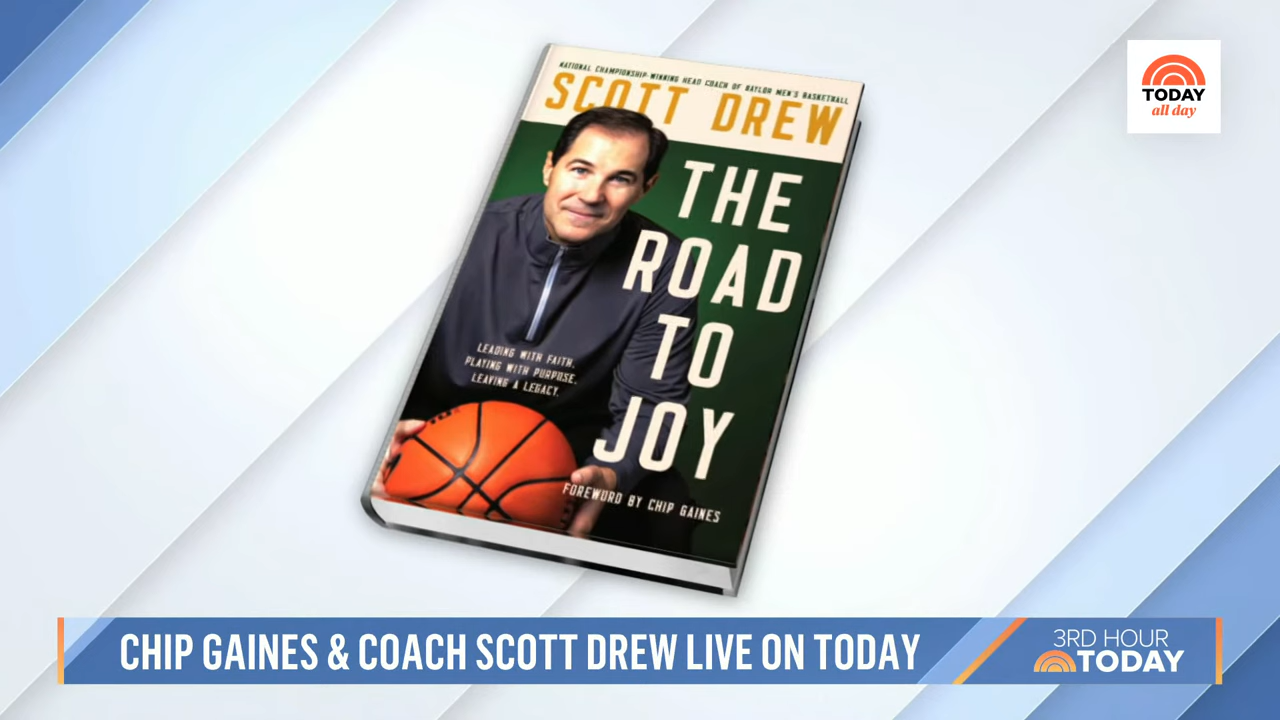 TODAY
all day
NATIONAL CHAMPIONSHIP-WINNING HEAD COACH OF BAYLOR MEN'S BASKETBALL
SCOTT DREW
THE
ROAD
TO
JOY
LEADING WITH FAITH.
PLAYING WITH PURPOSE.
LEAVING A LEGACY.
FOREWORD BY CHIP GAINES
CHIP GAINES & COACH SCOTT DREW LIVE ON TODAY
3RD HOUR
TODAY